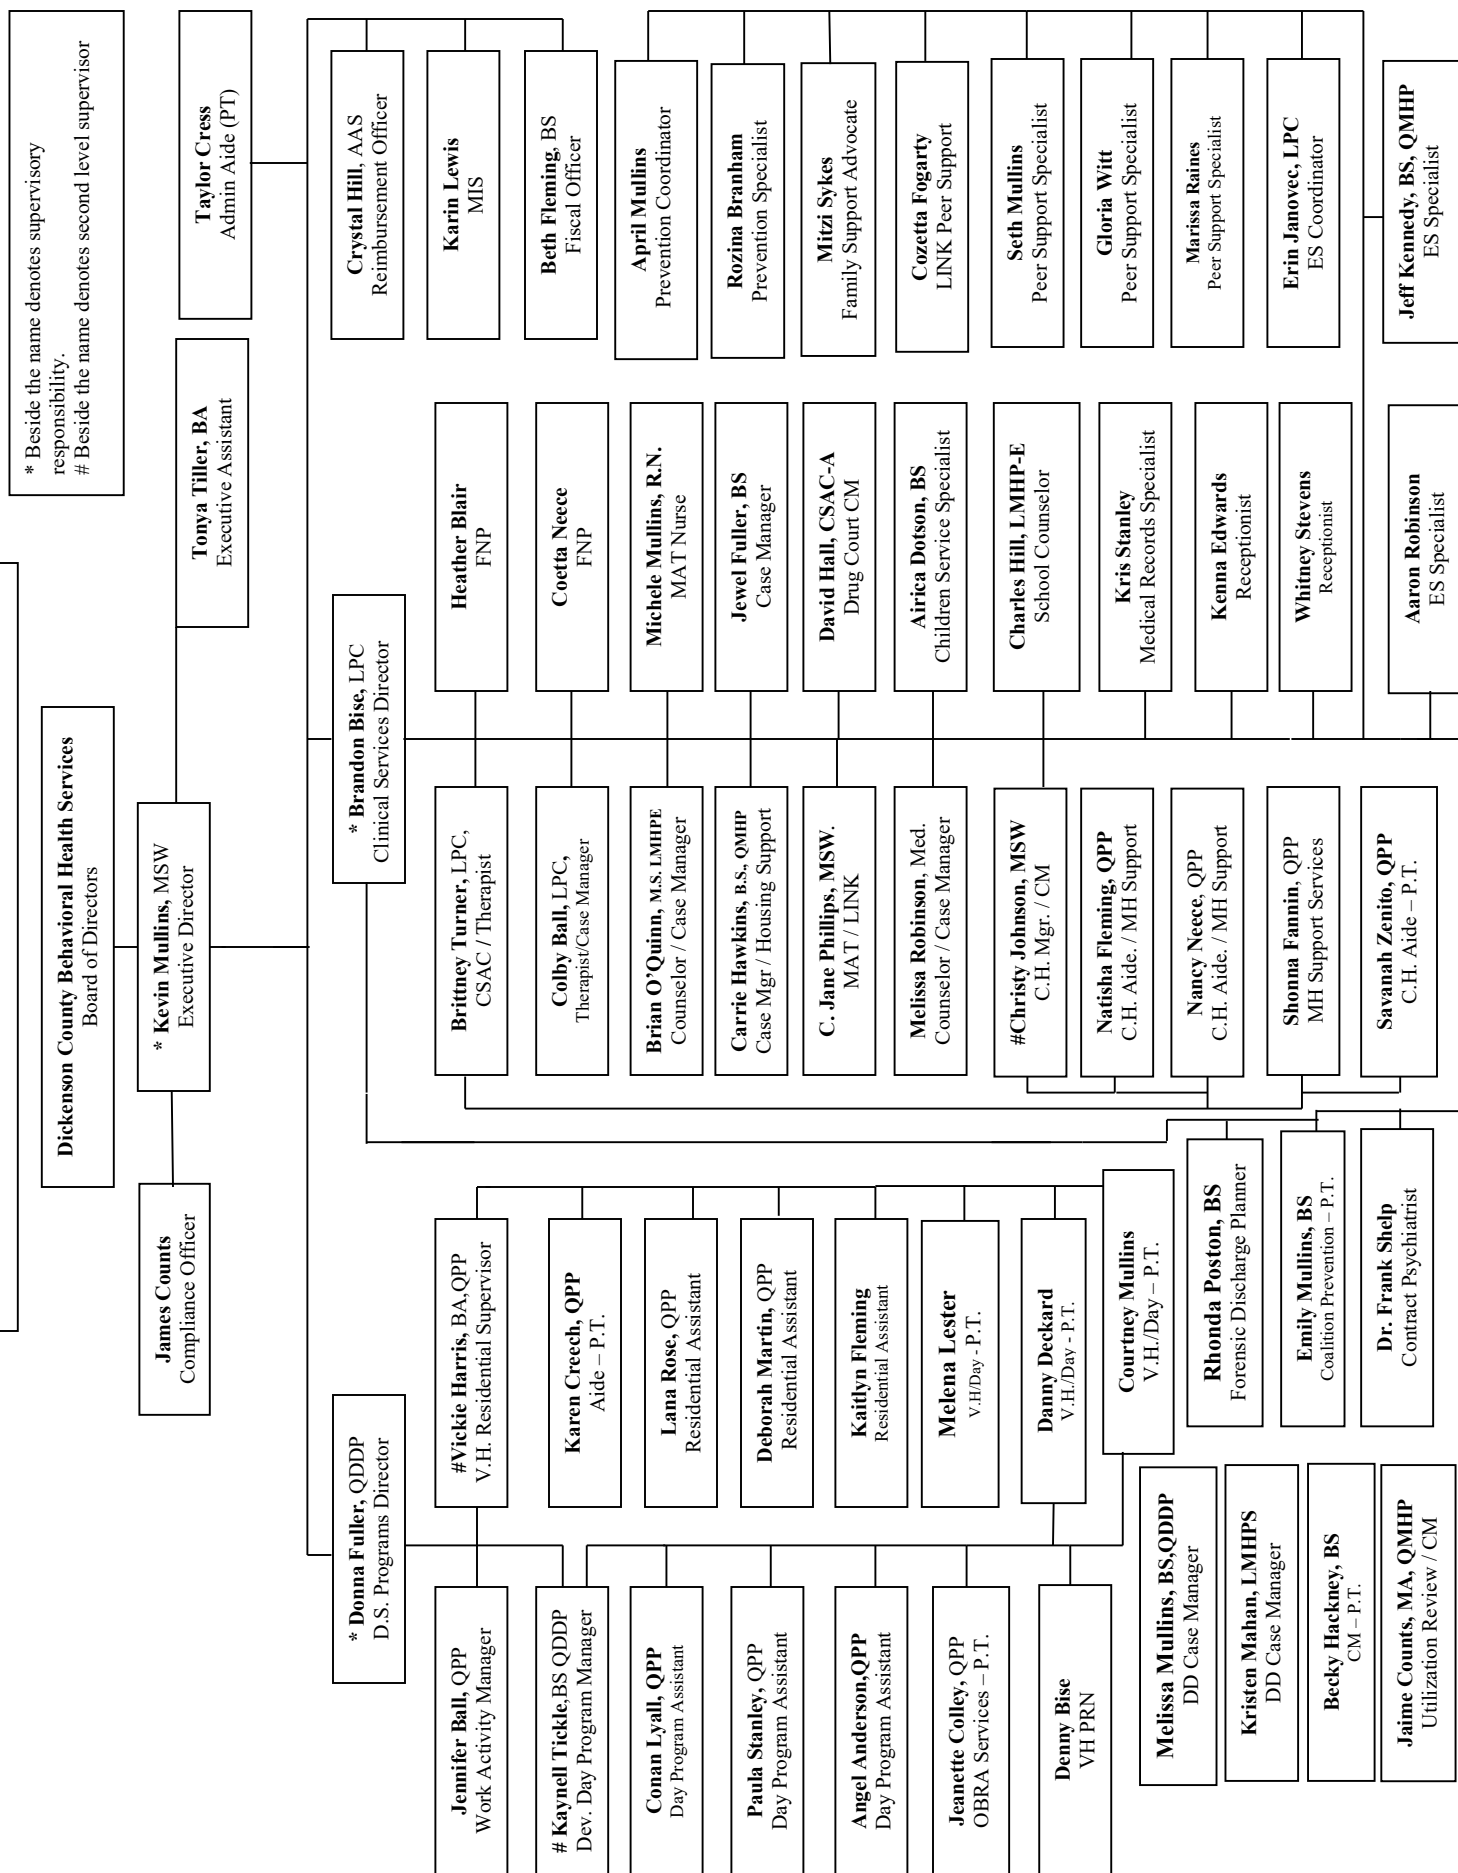 * Beside the name denotes supervisory
responsibility.
# Beside the name denotes second level supervisor
Dickenson County Behavioral Health Services
Board of Directors
James Counts
Compliance Officer
* Kevin Mullins, MSW
Executive Director
Tonya Tiller, BA
Executive Assistant
Taylor Cress
Admin Aide (PT)
* Donna Fuller, QDDP
D.S. Programs Director
* Brandon Bise, LPC
Clinical Services Director
Crystal Hill, AAS
Reimbursement Officer
Karin Lewis
MIS
Beth Fleming, BS
Fiscal Officer
Jennifer Ball, QPP
Work Activity Manager
# Kaynell Tickle,BS QDDP
Dev. Day Program Manager
Conan Lyall, QPP
Day Program Assistant
Paula Stanley, QPP
Day Program Assistant
Angel Anderson,QPP
Day Program Assistant
Jeanette Colley, QPP
OBRA Services – P.T.
Denny Bise
VH PRN
Melissa Mullins, BS,QDDP
DD Case Manager
Kristen Mahan, LMHPS
DD Case Manager
Becky Hackney, BS
CM – P.T.
Jaime Counts, MA, QMHP
Utilization Review / CM
#Vickie Harris, BA,QPP
V.H. Residential Supervisor
Karen Creech, QPP
Aide – P.T.
Lana Rose, QPP
Residential Assistant
Deborah Martin, QPP
Residential Assistant
Kaitlyn Fleming
Residential Assistant
Melena Lester
V.H/Day - P.T.
Danny Deckard
V.H./Day - P.T.
Courtney Mullins
V.H./Day – P.T.
Rhonda Poston, BS
Forensic Discharge Planner
Emily Mullins, BS
Coalition Prevention – P.T.
Dr. Frank Shelp
Contract Psychiatrist
Brittney Turner, LPC,
CSAC / Therapist
Colby Ball, LPC,
Therapist/Case Manager
Brian O’Quinn, M.S. LMHPE
Counselor / Case Manager
Carrie Hawkins, B.S., QMHP
Case Mgr / Housing Support
C. Jane Phillips, MSW.
MAT / LINK
Melissa Robinson, Med.
Counselor / Case Manager
#Christy Johnson, MSW
C.H. Mgr. / CM
Natisha Fleming, QPP
C.H. Aide. / MH Support
Nancy Neece, QPP
C.H. Aide. / MH Support
Shonna Fannin, QPP
MH Support Services
Savanah Zenito, QPP
C.H. Aide – P.T.
Heather Blair
FNP
Coetta Neece
FNP
Michele Mullins, R.N.
MAT Nurse
Jewel Fuller, BS
Case Manager
David Hall, CSAC-A
Drug Court CM
Airica Dotson, BS
Children Service Specialist
Charles Hill, LMHP-E
School Counselor
Kris Stanley
Medical Records Specialist
Kenna Edwards
Receptionist
Whitney Stevens
Receptionist
Aaron Robinson
ES Specialist
April Mullins
Prevention Coordinator
Rozina Branham
Prevention Specialist
Mitzi Sykes
Family Support Advocate
Cozetta Fogarty
LINK Peer Support
Seth Mullins
Peer Support Specialist
Gloria Witt
Peer Support Specialist
Marissa Raines
Peer Support Specialist
Erin Janovec, LPC
ES Coordinator
Jeff Kennedy, BS, QMHP
ES Specialist